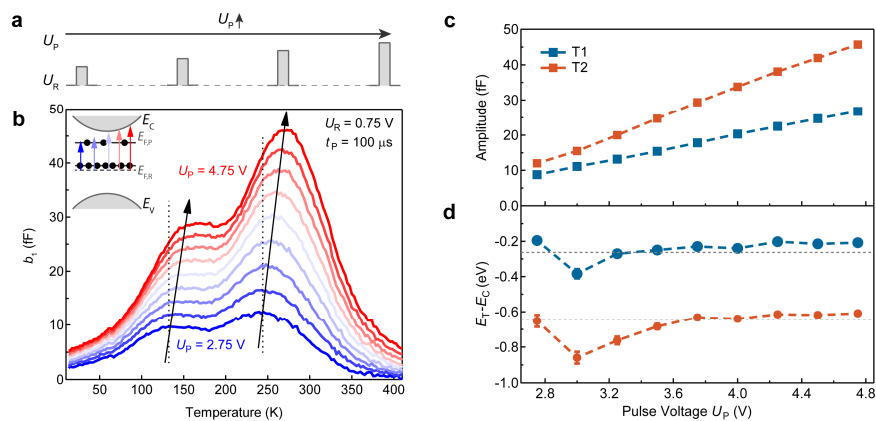 a
U_P
U_P
U_R
b
50
40
30
20
10
0
b_1 (fF)
50 100 150 200 250 300 350 400
Temperature (K)
E_C
E_F,P
E_F,R
E_V
U_R = 0.75 V
t_P = 100 μs
U_P = 4.75 V
U_P = 2.75 V
c
50
40
30
20
10
0.0
Amplitude (fF)
T1
T2
d
-0.2
-0.4
-0.6
-0.8
-1.0
E_T-E_C (eV)
2.8 3.2 3.6 4.0 4.4 4.8
Pulse Voltage U_P (V)